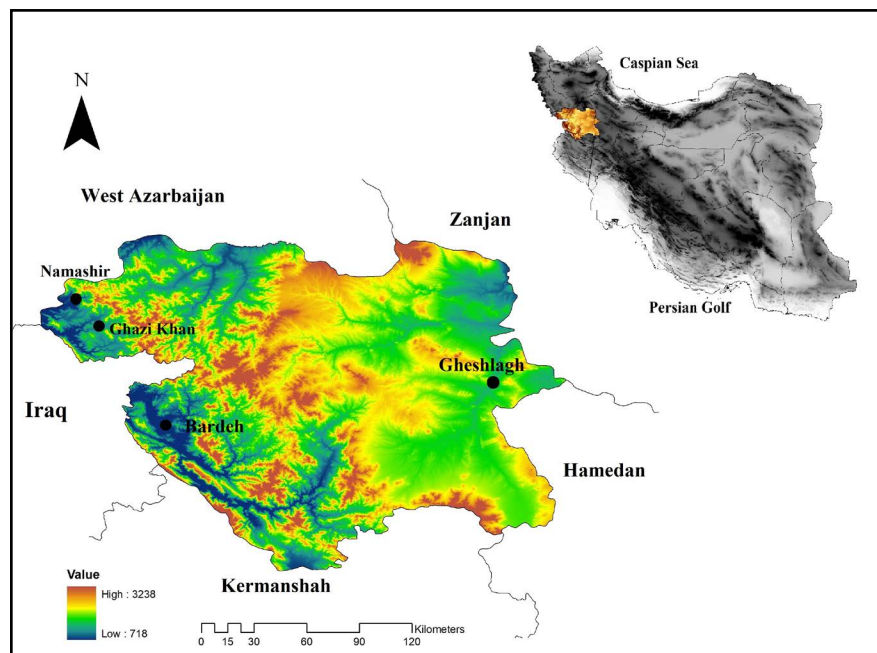 Caspian Sea
N
West Azarbaijan
Zanjan
Namashir
Persian Golf
Ghazi Khan
Gheshlagh
Iraq
Bardeh
Hamedan
Kermanshah
Value
High : 3238
Low : 718
Kilometers
0 15 30 60 90 120